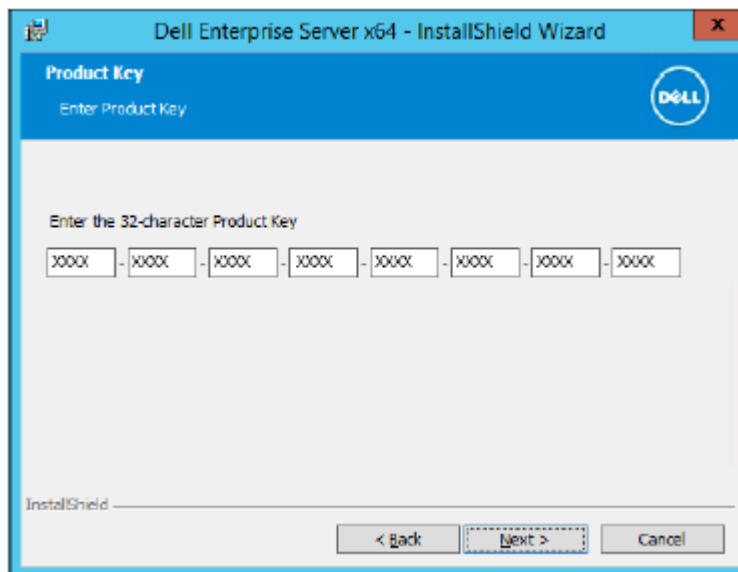 Dell Enterprise Server x64 - InstallShield Wizard x
Product Key
Enter Product Key
DELL
Enter the 32-character Product Key
XXXX - XXXX - XXXX - XXXX - XXXX - XXXX - XXXX - XXXX
InstallShield
< Back Next > Cancel